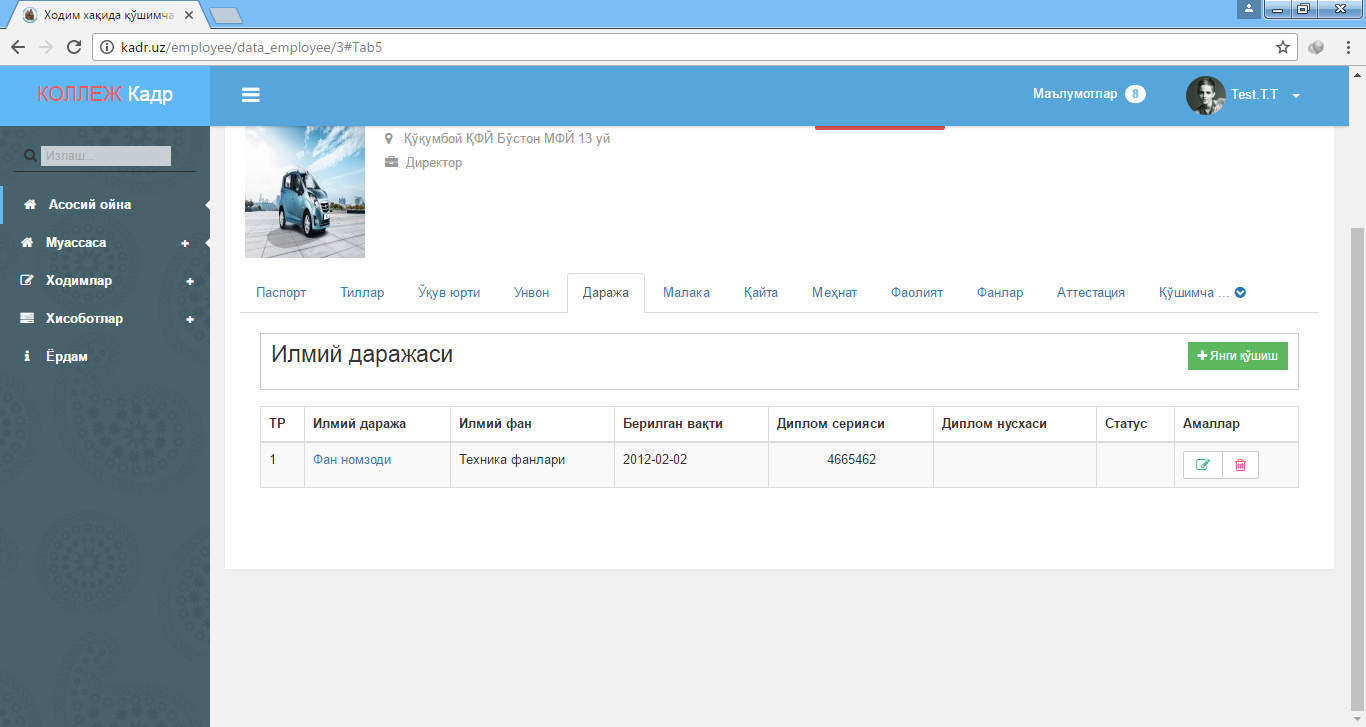 Ходим хақида қўшимча
kadr.uz/employee/data_employee/3#Tab5
КОЛЛЕЖ Кадр
Маълумотлар 8
Test.T.T
Излаш...
Асосий ойна
Муассаса
Ходимлар
Хисоботлар
Ёрдам
Қўқумбой ҚФЙ Бўстон МФЙ 13 уй
Директор
Паспорт Тиллар Ўқув юрти Унвон Даража Малака Қайта Меҳнат Фаолият Фанлар Аттестация Қўшимча ...
Илмий даражаси
Янги қўшиш
ТР Илмий даража Илмий фан Берилган вақти Диплом серияси Диплом нусхаси Статус Амаллар
1 Фан номзоди Техника фанлари 2012-02-02 4665462